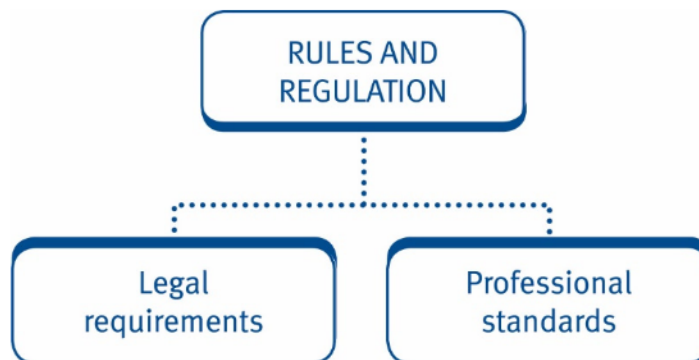 RULES AND
REGULATION
Legal
requirements
Professional
standards